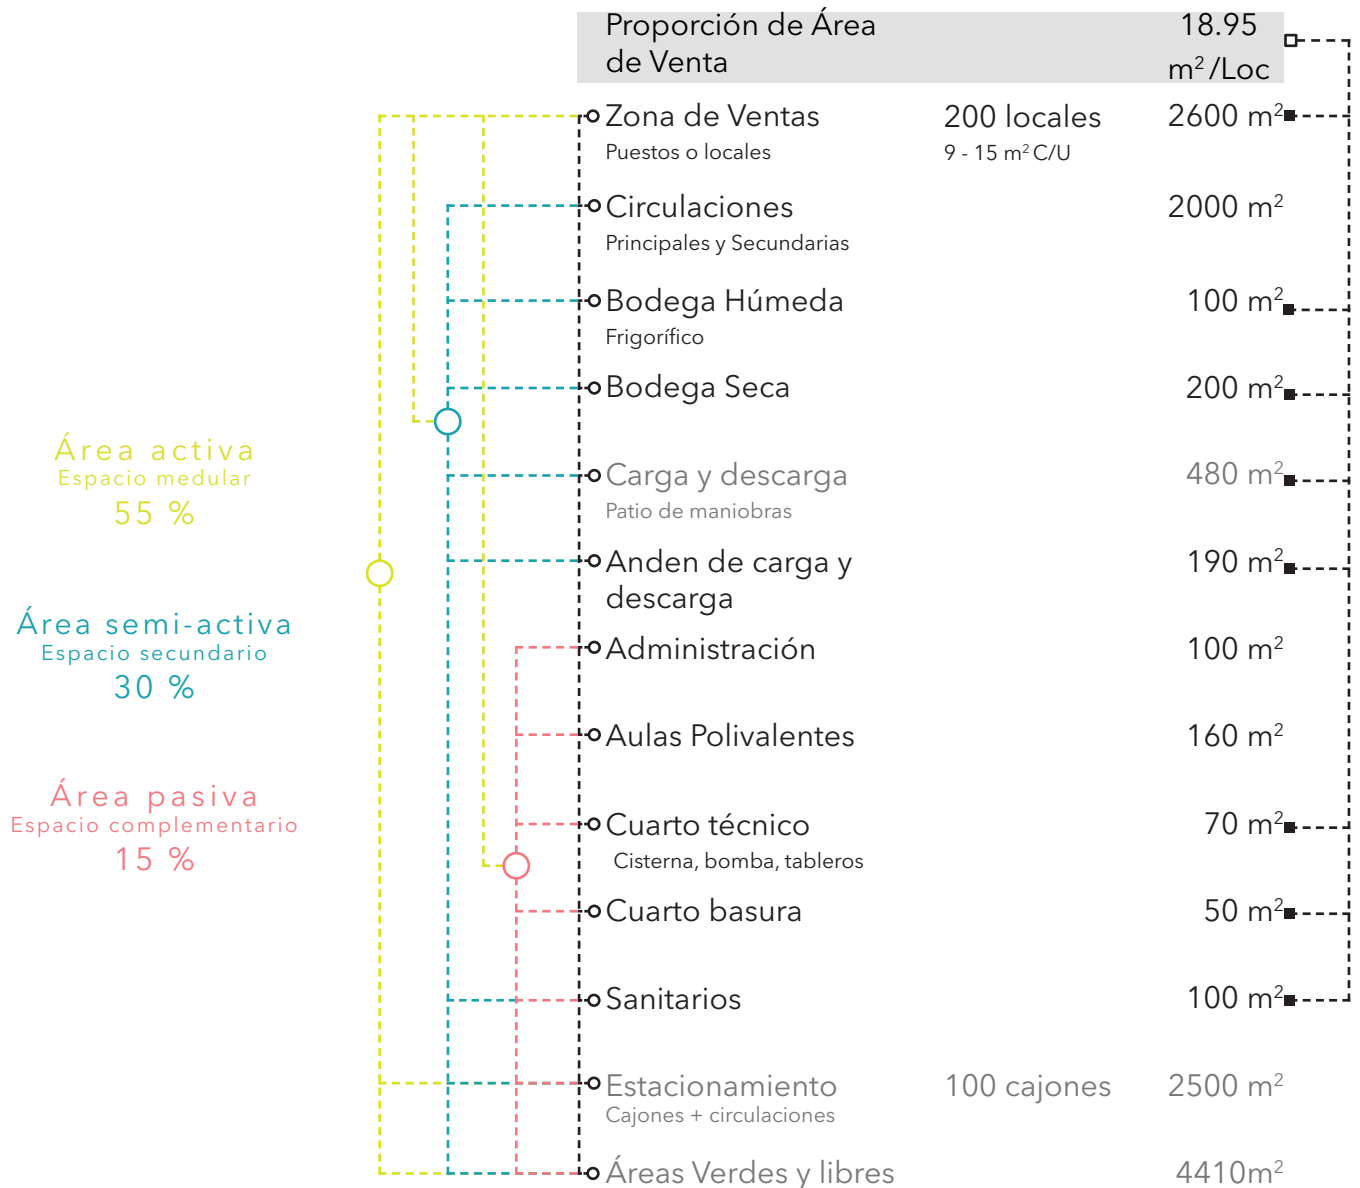 Proporción de Área de Venta 18.95 m²/Loc
Zona de Ventas 200 locales 2600 m²
Puestos o locales 9 - 15 m² C/U
Circulaciones 2000 m²
Principales y Secundarias
Bodega Húmeda 100 m²
Frigorífico
Bodega Seca 200 m²
Área activa
Espacio medular
55 %
Carga y descarga 480 m²
Patio de maniobras
Anden de carga y descarga 190 m²
Área semi-activa
Espacio secundario
30 %
Administración 100 m²
Aulas Polivalentes 160 m²
Área pasiva
Espacio complementario
15 %
Cuarto técnico 70 m²
Cisterna, bomba, tableros
Cuarto basura 50 m²
Sanitarios 100 m²
Estacionamiento 100 cajones 2500 m²
Cajones + circulaciones
Áreas Verdes y libres 4410m²